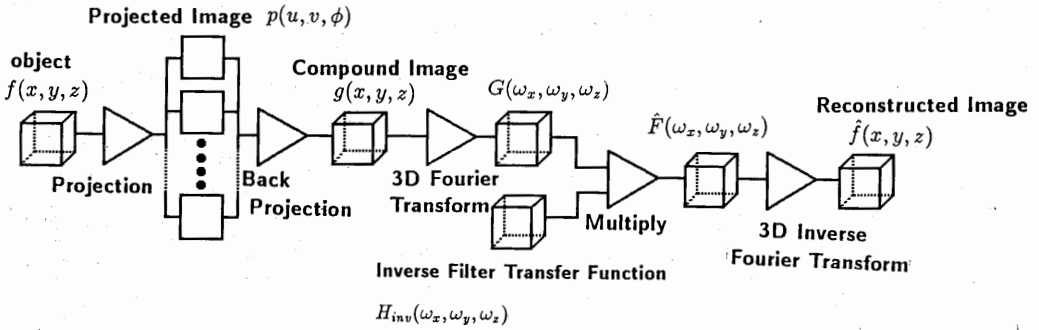 Projected Image p(u, v, ϕ)
object
f(x, y, z)
Compound Image
g(x, y, z)
G(ωx, ωy, ωz)
F̂(ωx, ωy, ωz)
Reconstructed Image
f̂(x, y, z)
Projection
Back
Projection
3D Fourier
Transform
Multiply
3D Inverse
Fourier Transform
Inverse Filter Transfer Function
Hinv(ωx, ωy, ωz)